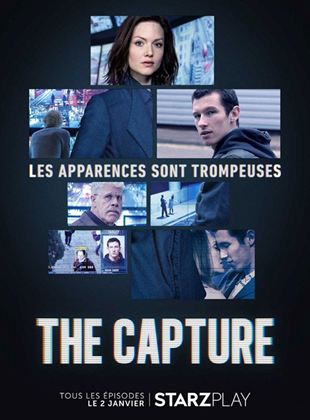 LES APPARENCES SONT TROMPEUSES
THE CAPTURE
TOUS LES ÉPISODES
LE 2 JANVIER
STARZPLAY